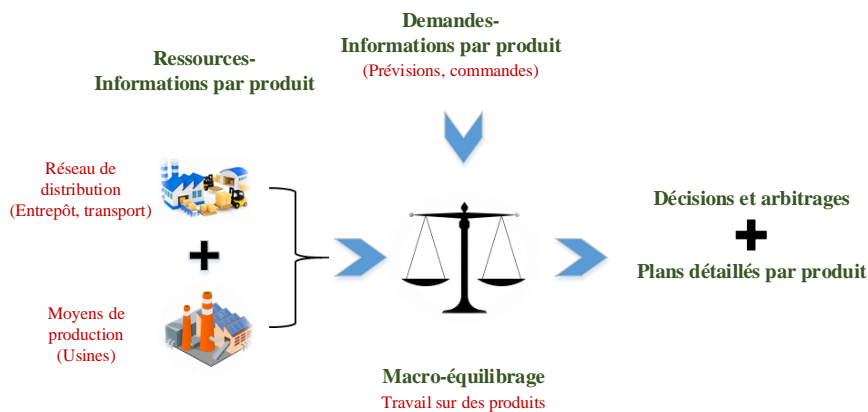 Demandes-
Informations par produit
(Prévisions, commandes)
Ressources-
Informations par produit
Réseau de
distribution
(Entrepôt, transport)
Moyens de
production
(Usines)
Décisions et arbitrages
Plans détaillés par produit
Macro-équilibrage
Travail sur des produits